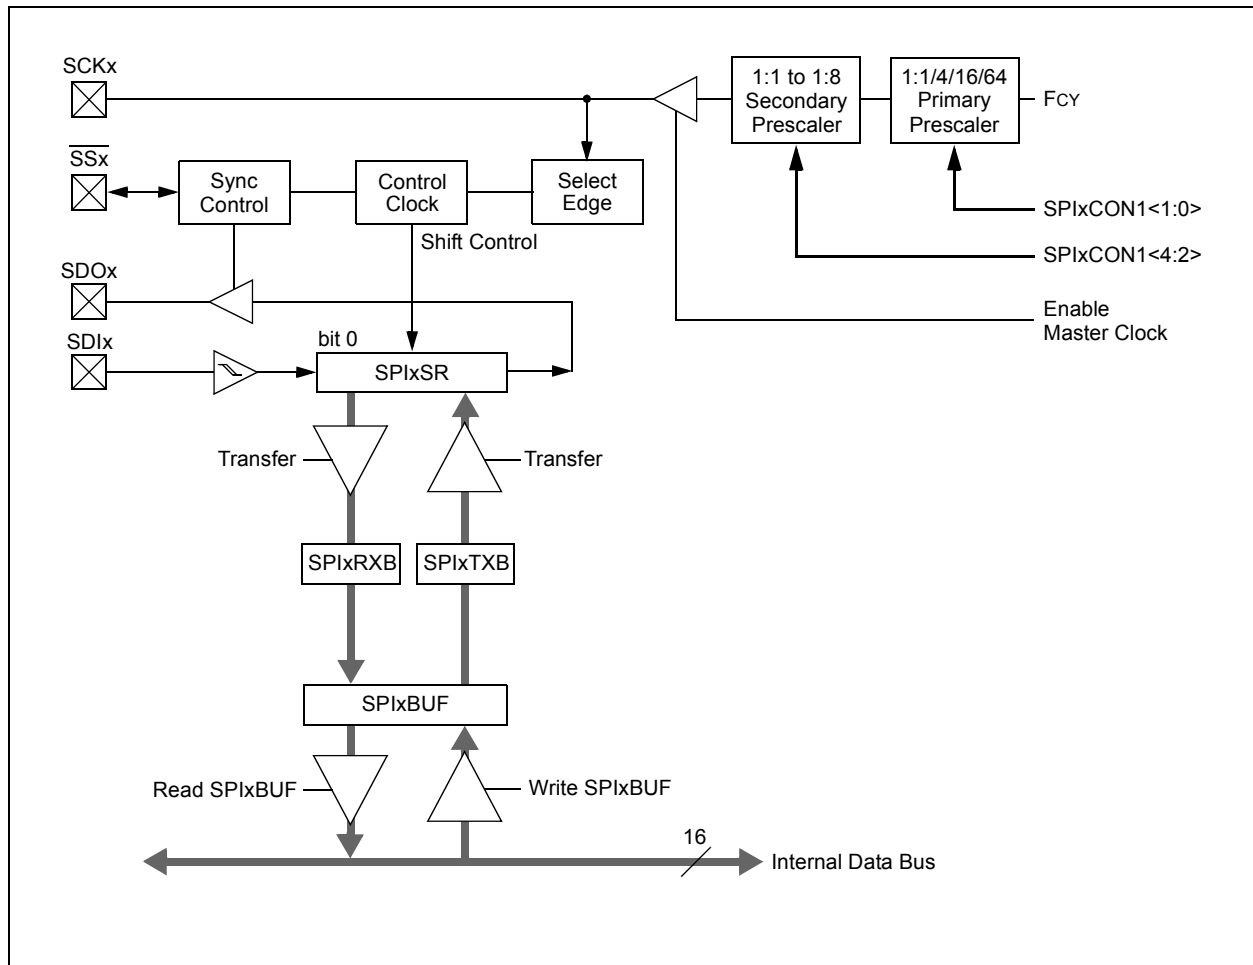 SCKx
1:1 to 1:8
Secondary
Prescaler
1:1/4/16/64
Primary
Prescaler
FCY
SSx
Sync
Control
Control
Clock
Select
Edge
SPIxCON1<1:0>
Shift Control
SPIxCON1<4:2>
SDOx
Enable
Master Clock
SDIx
bit 0
SPIxSR
Transfer
Transfer
SPIxRXB
SPIxTXB
SPIxBUF
Read SPIxBUF
Write SPIxBUF
16
Internal Data Bus